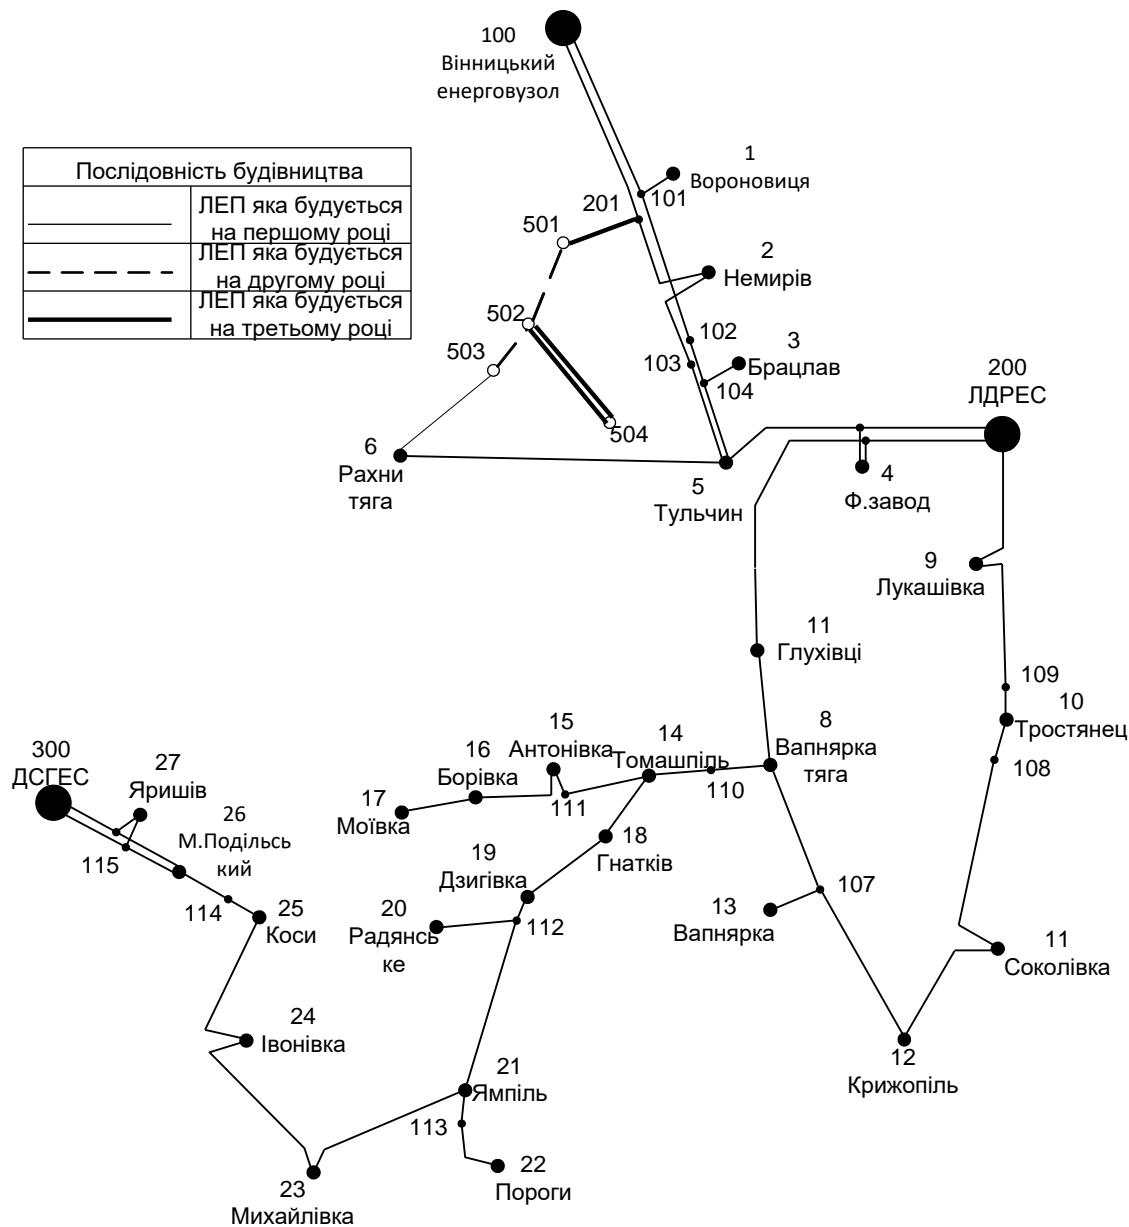 100
Вінницький
енерговузол
Послідовність будівництва
ЛЕП яка будується
на першому році
ЛЕП яка будується
на другого році
ЛЕП яка будується
на третьому році
1
Вороновиця
101
201
501
2
Немирів
502
503
102
103
3
Брацлав
104
504
200
ЛДРЕС
6
Рахни
тяга
5
Тульчин
4
Ф.завод
9
Лукашівка
11
Глухівці
109
10
Тростянец
108
8
Вапнярка
тяга
14
Томашпіль
110
15
Антонівка
16
Борівка
111
17
Моївка
18
Гнатків
300
ДСГЕС
27
Яришів
26
М.Подільсь
кий
115
114
25
Коси
19
Дзигівка
20
Радянсь
ке
112
107
13
Вапнярка
11
Соколівка
24
Івонівка
12
Крижопіль
21
Ямпіль
113
22
Пороги
23
Михайлівка